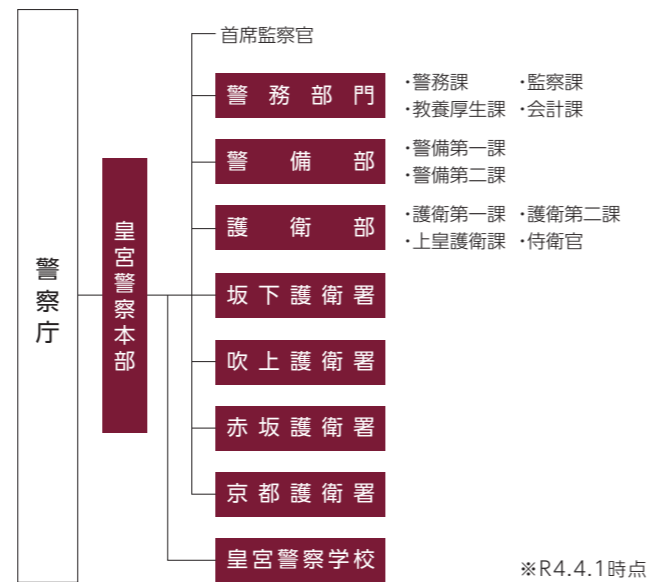 警察庁
皇宮警察本部
首席監察官
警務部門
・警務課 ・監察課
・教養厚生課 ・会計課
警備部
・警備第一課
・警備第二課
護衛部
・護衛第一課 ・護衛第二課
・上皇護衛課 ・侍衛官
坂下護衛署
吹上護衛署
赤坂護衛署
京都護衛署
皇宮警察学校
※R4.4.1時点